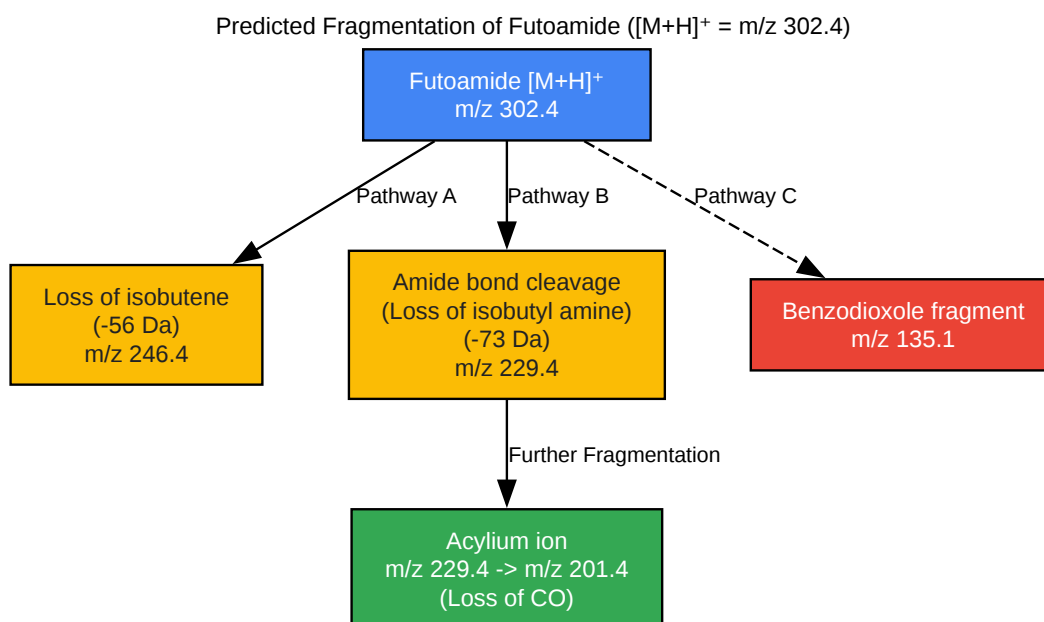 Predicted Fragmentation of Futoamide ([M+H]⁺ = m/z 302.4)
Futoamide [M+H]⁺
m/z 302.4
Pathway A
Pathway B
Pathway C
Loss of isobutene
(-56 Da)
m/z 246.4
Amide bond cleavage
(Loss of isobutyl amine)
(-73 Da)
m/z 229.4
Benzodioxole fragment
m/z 135.1
Further Fragmentation
Acylium ion
m/z 229.4 -> m/z 201.4
(Loss of CO)